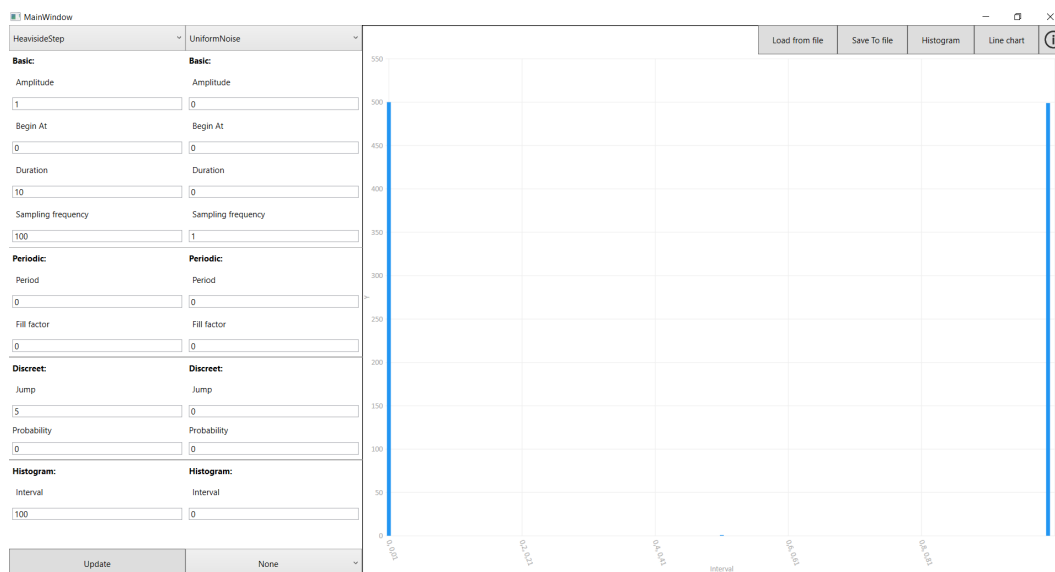 MainWindow
HeavisideStep UniformNoise
Load from file Save To file Histogram Line chart
Basic: Basic:
Amplitude Amplitude
1 0
Begin At Begin At
0 0
Duration Duration
10 0
Sampling frequency Sampling frequency
100 1
Periodic: Periodic:
Period Period
0 0
Fill factor Fill factor
0 0
Discreet: Discreet:
Jump Jump
5 0
Probability Probability
0 0
Histogram: Histogram:
Interval Interval
100 0
Update None
550
500
450
400
350
300
Y
250
200
150
100
50
0
0, 0,01 0,2, 0,21 0,4, 0,41 0,6, 0,61 0,8, 0,81
Interval